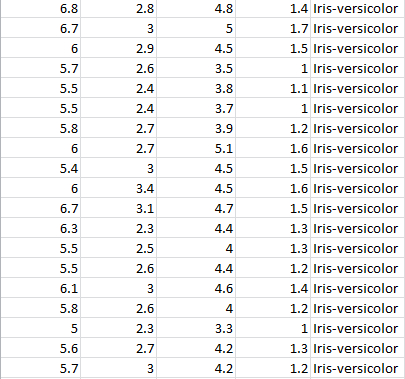 6.8 2.8 4.8 1.4 Iris-versicolor
6.7 3 5 1.7 Iris-versicolor
6 2.9 4.5 1.5 Iris-versicolor
5.7 2.6 3.5 1 Iris-versicolor
5.5 2.4 3.8 1.1 Iris-versicolor
5.5 2.4 3.7 1 Iris-versicolor
5.8 2.7 3.9 1.2 Iris-versicolor
6 2.7 5.1 1.6 Iris-versicolor
5.4 3 4.5 1.5 Iris-versicolor
6 3.4 4.5 1.6 Iris-versicolor
6.7 3.1 4.7 1.5 Iris-versicolor
6.3 2.3 4.4 1.3 Iris-versicolor
5.5 2.5 4 1.3 Iris-versicolor
5.5 2.6 4.4 1.2 Iris-versicolor
6.1 3 4.6 1.4 Iris-versicolor
5.8 2.6 4 1.2 Iris-versicolor
5 2.3 3.3 1 Iris-versicolor
5.6 2.7 4.2 1.3 Iris-versicolor
5.7 3 4.2 1.2 Iris-versicolor